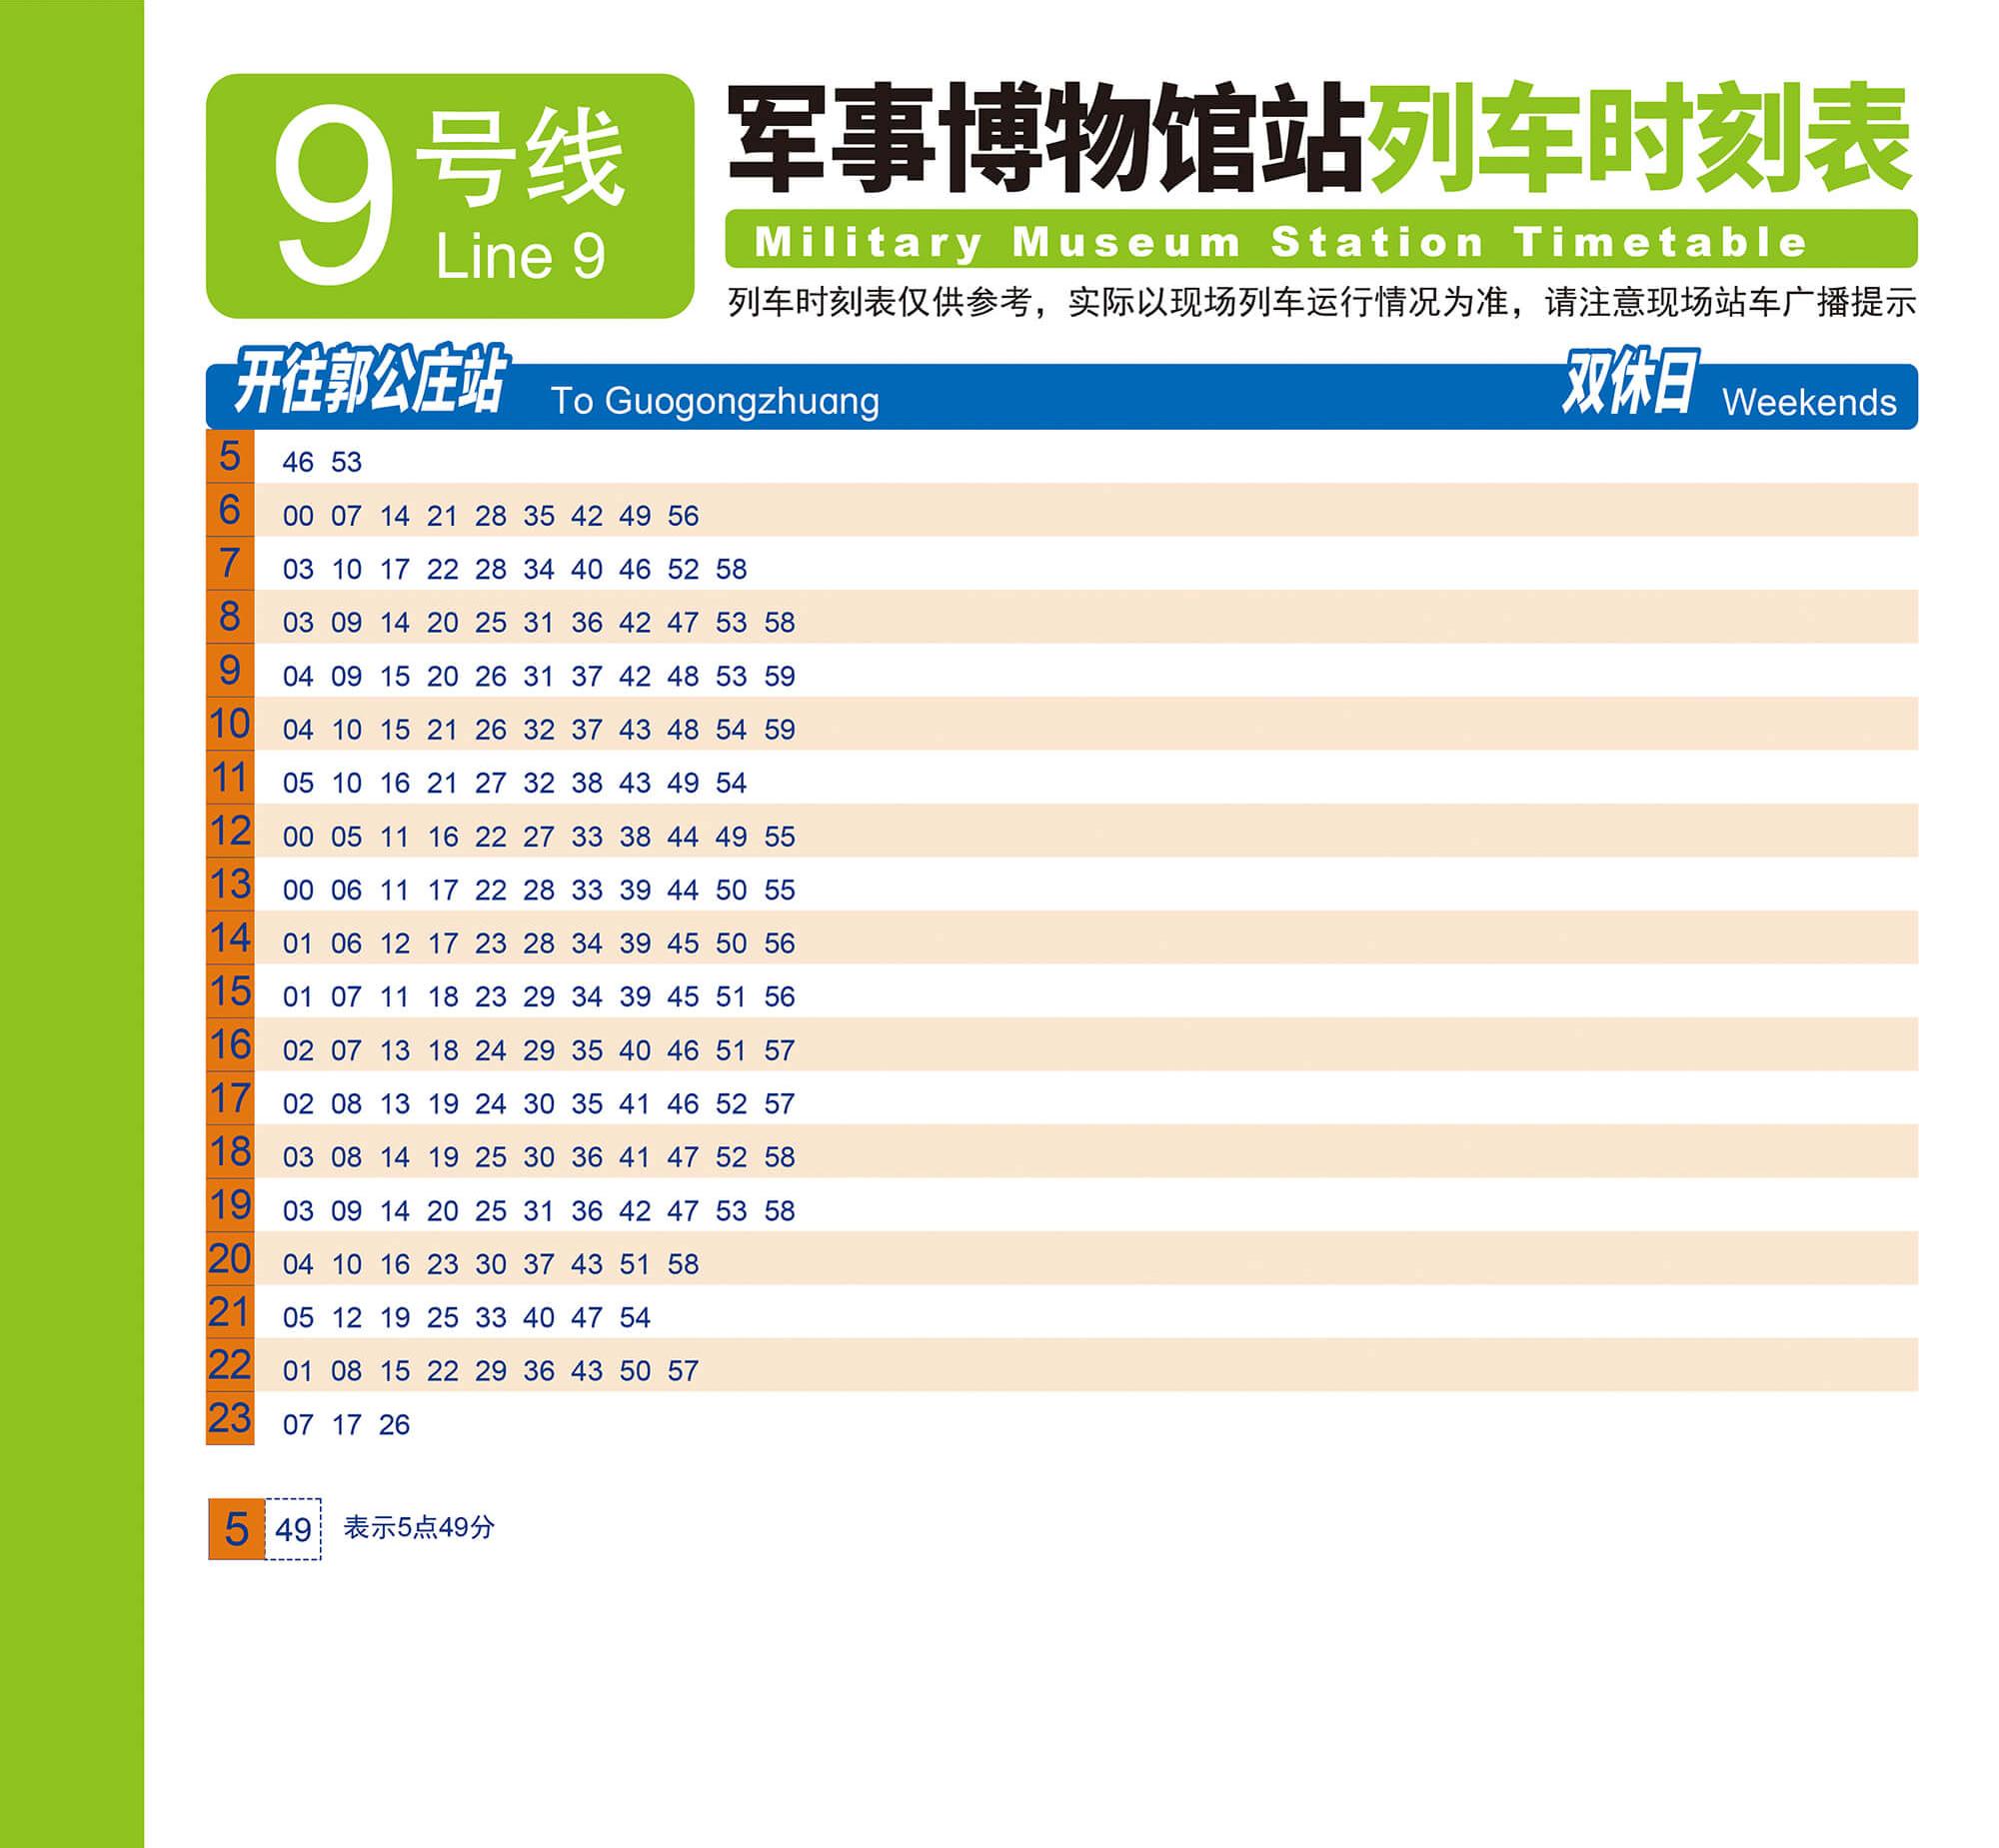 9号线
Line 9
军事博物馆站列车时刻表
Military Museum Station Timetable
列车时刻表仅供参考，实际以现场列车运行情况为准，请注意现场站车广播提示
开往郭公庄站 To Guogongzhuang 双休日 Weekends
5 46 53
6 00 07 14 21 28 35 42 49 56
7 03 10 17 22 28 34 40 46 52 58
8 03 09 14 20 25 31 36 42 47 53 58
9 04 09 15 20 26 31 37 42 48 53 59
10 04 10 15 21 26 32 37 43 48 54 59
11 05 10 16 21 27 32 38 43 49 54
12 00 05 11 16 22 27 33 38 44 49 55
13 00 06 11 17 22 28 33 39 44 50 55
14 01 06 12 17 23 28 34 39 45 50 56
15 01 07 11 18 23 29 34 39 45 51 56
16 02 07 13 18 24 29 35 40 46 51 57
17 02 08 13 19 24 30 35 41 46 52 57
18 03 08 14 19 25 30 36 41 47 52 58
19 03 09 14 20 25 31 36 42 47 53 58
20 04 10 16 23 30 37 43 51 58
21 05 12 19 25 33 40 47 54
22 01 08 15 22 29 36 43 50 57
23 07 17 26
5 49 表示5点49分